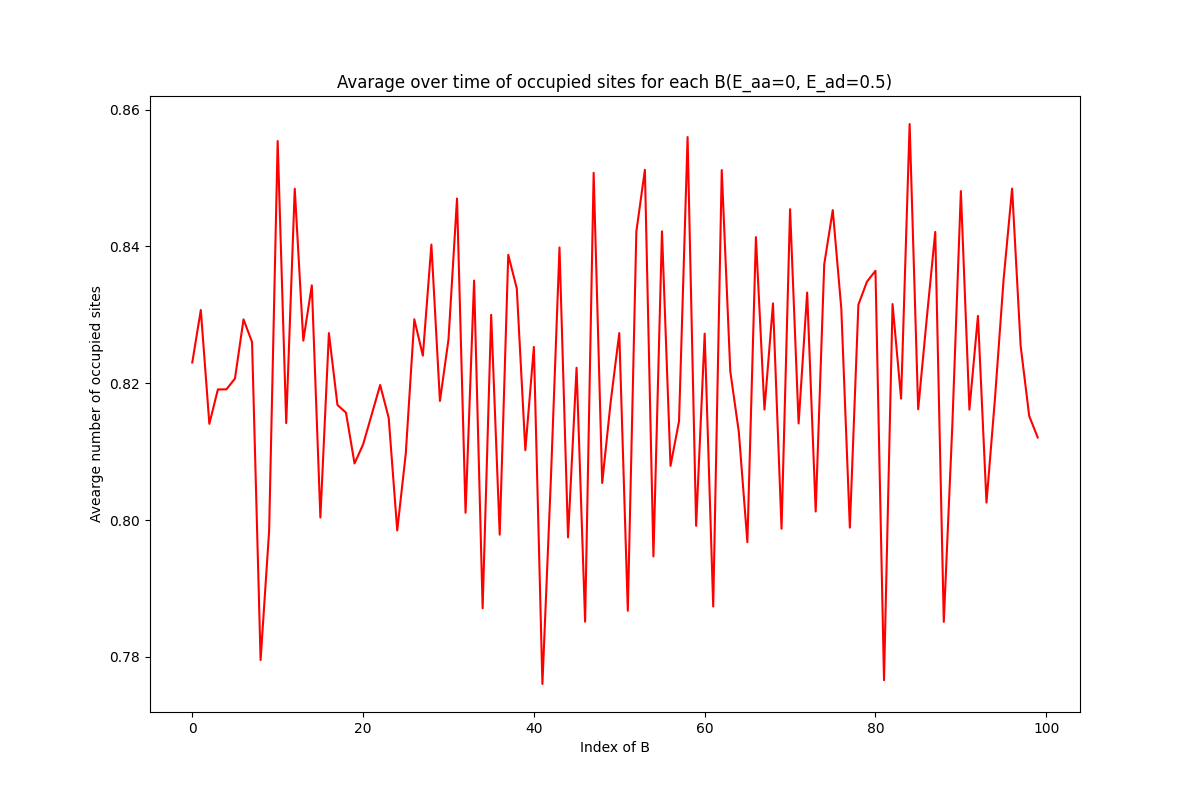 Avarage over time of occupied sites for each B(E_aa=0, E_ad=0.5)
0.86
0.84
0.82
0.80
0.78
Avearge number of occupied sites
0 20 40 60 80 100
Index of B